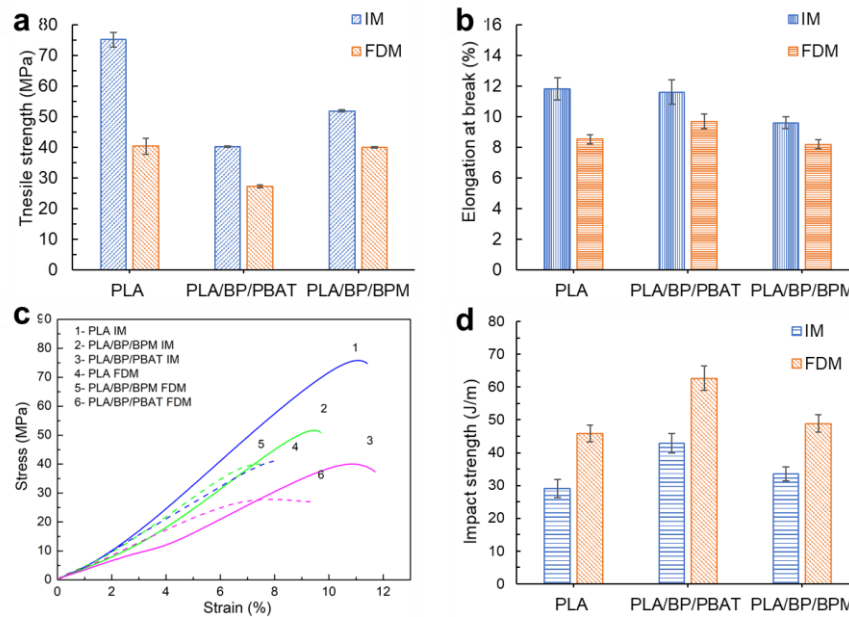 a
IM
FDM
Tnesile strength (MPa)
80
70
60
50
40
30
20
10
0
PLA PLA/BP/PBAT PLA/BP/BPM
b
IM
FDM
Elongation at break (%)
16
14
12
10
8
6
4
2
0
PLA PLA/BP/PBAT PLA/BP/BPM
c
1- PLA IM
2- PLA/BP/BPM IM
3- PLA/BP/PBAT IM
4- PLA FDM
5- PLA/BP/BPM FDM
6- PLA/BP/PBAT FDM
Stress (MPa)
90
80
70
60
50
40
30
20
10
0
1
2
5 4 3
6
0 2 4 6 8 10 12
Strain (%)
d
IM
FDM
Impact strength (J/m)
90
80
70
60
50
40
30
20
10
0
PLA PLA/BP/PBAT PLA/BP/BPM